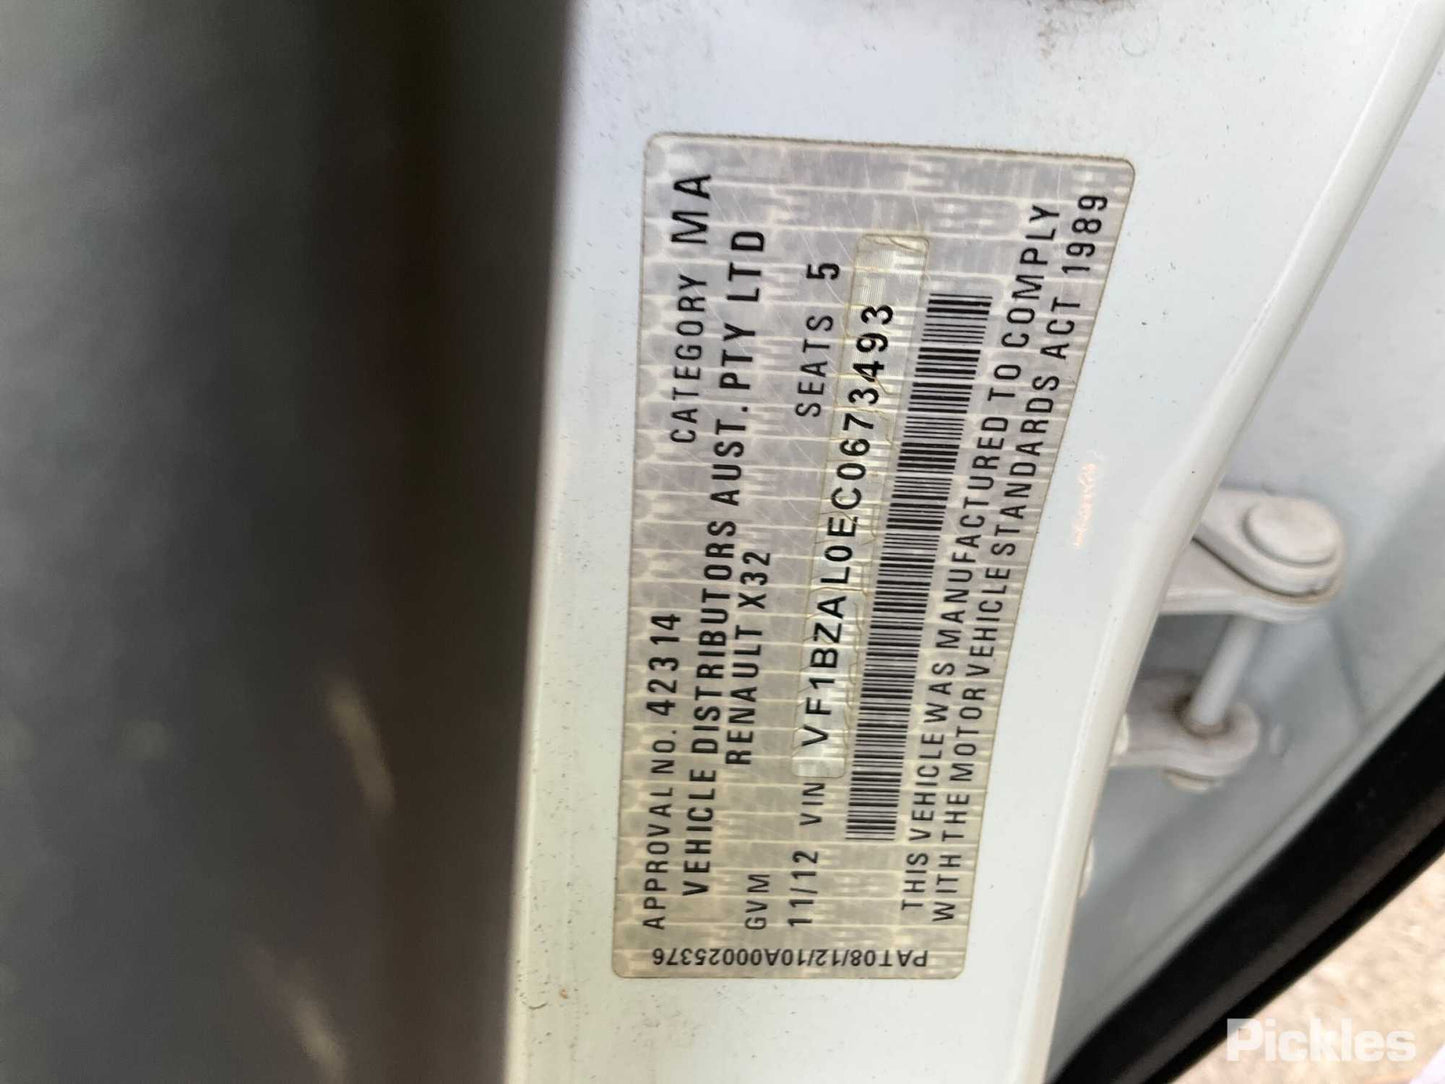 APPROVAL NO. 42314 CATEGORY MA
VEHICLE DISTRIBUTORS AUST. PTY LTD
RENAULT X32
GVM SEATS 5
11/12 VIN VF1BZAL0EC0673493
THIS VEHICLE WAS MANUFACTURED TO COMPLY
WITH THE MOTOR VEHICLE STANDARDS ACT 1989
PAT08/12/10A00025376
Pickles